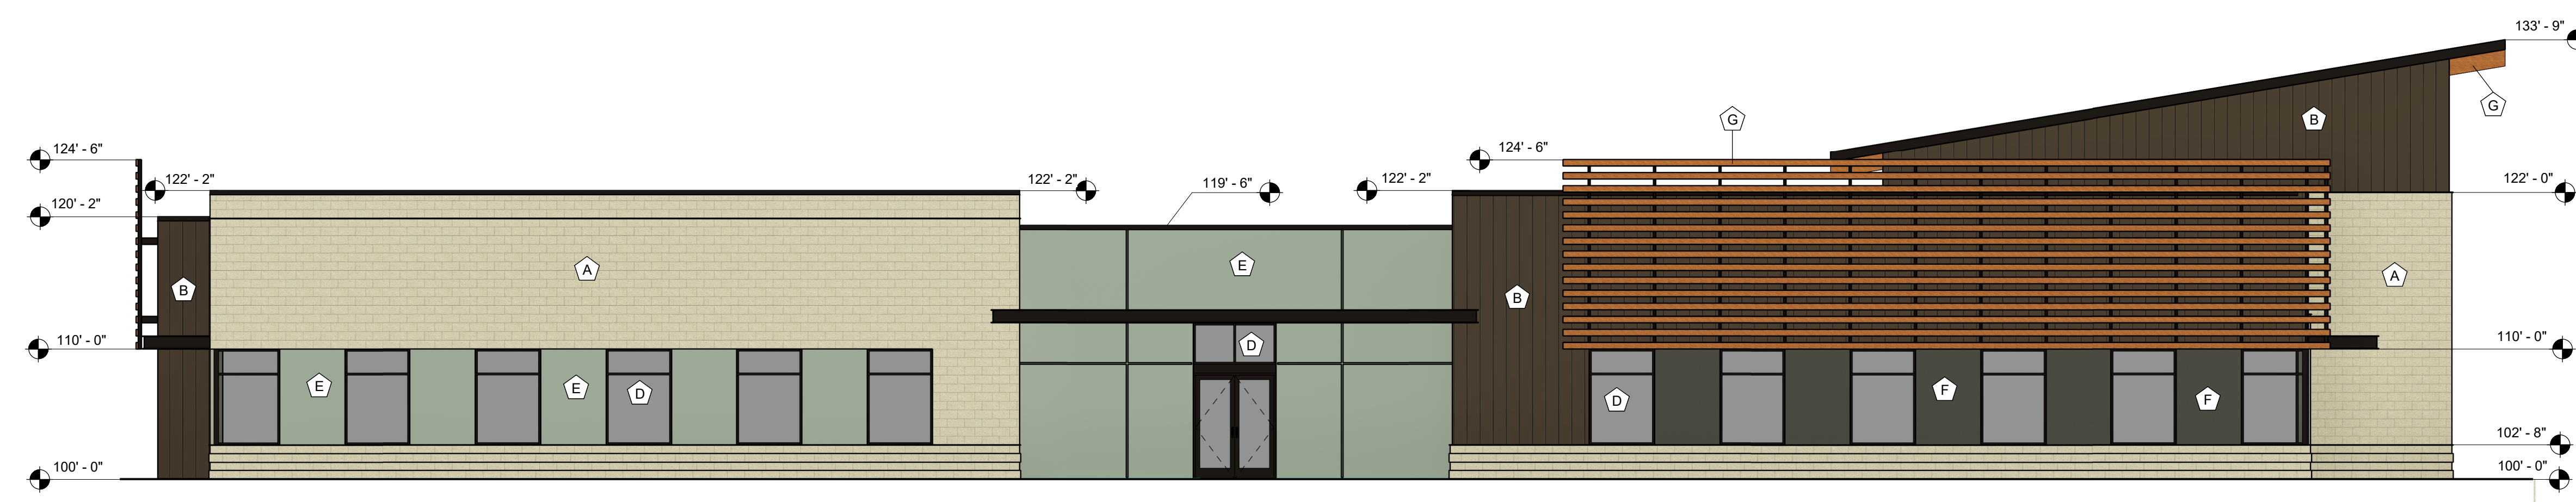 133' - 9"
G
G
B
124' - 6"
124' - 6"
122' - 2"
122' - 2"
119' - 6"
122' - 2"
122' - 0"
120' - 2"
E
A
A
B
B
110' - 0"
D
110' - 0"
E
E
D
D
F
F
102' - 8"
100' - 0"
100' - 0"